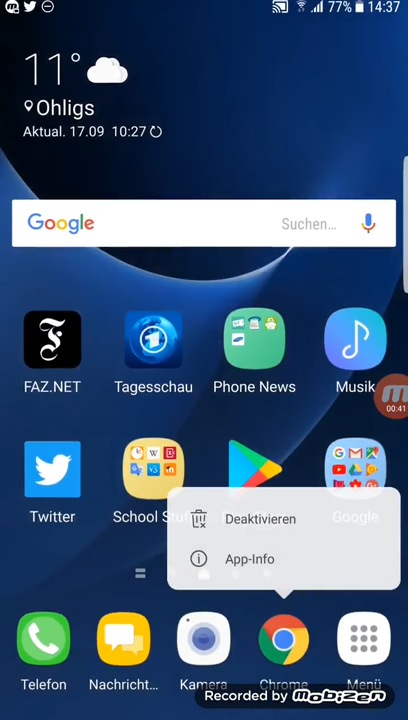 77% 14:37
11°
Ohligs
Aktual. 17.09 10:27
Google
Suchen...
00:41
FAZ.NET
Tagesschau
Phone News
Musik
Twitter
School Stuff
Google
Deaktivieren
App-Info
Telefon
Nachricht...
Kamera
Chrome
Menü
Recorded by mobizen